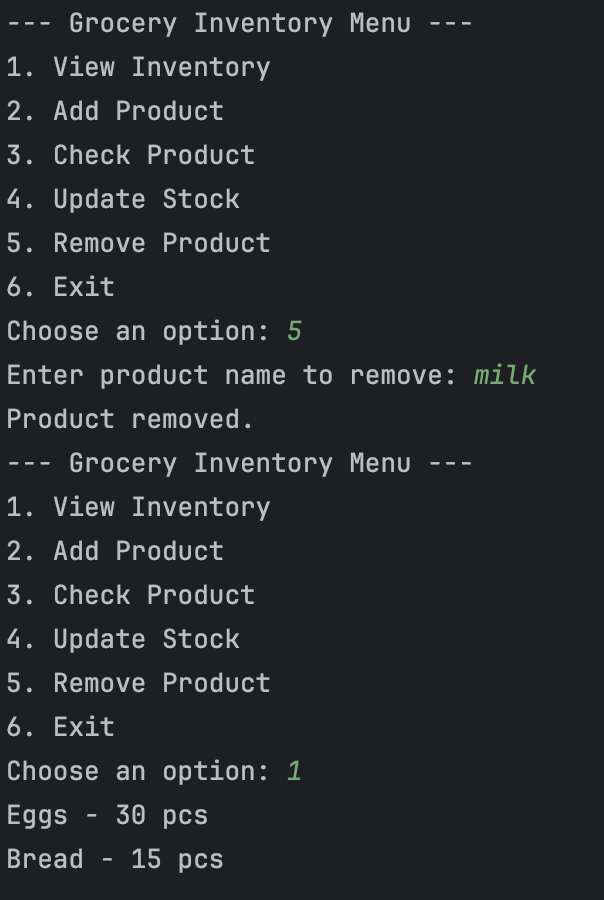 --- Grocery Inventory Menu ---
1. View Inventory
2. Add Product
3. Check Product
4. Update Stock
5. Remove Product
6. Exit
Choose an option: 5
Enter product name to remove: milk
Product removed.
--- Grocery Inventory Menu ---
1. View Inventory
2. Add Product
3. Check Product
4. Update Stock
5. Remove Product
6. Exit
Choose an option: 1
Eggs - 30 pcs
Bread - 15 pcs